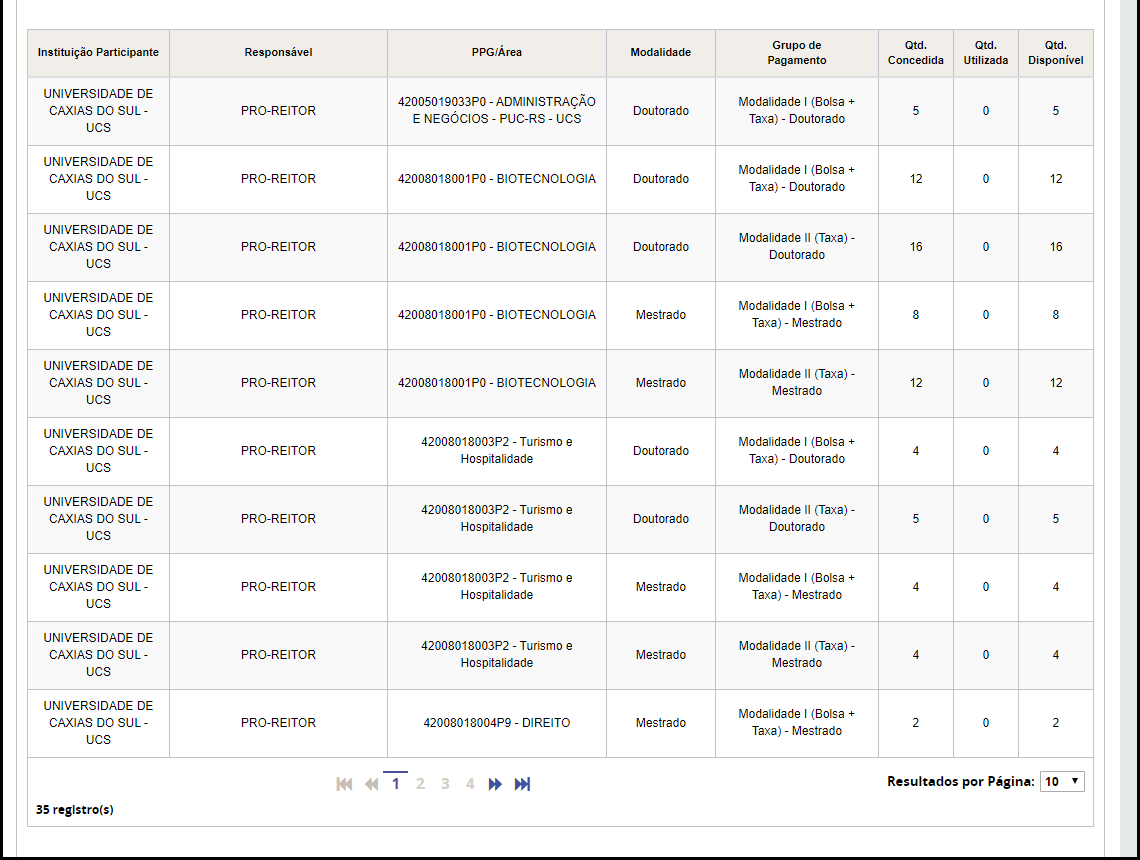 Instituição Participante
Responsável
PPG/Área
Modalidade
Grupo de
Pagamento
Qtd.
Concedida
Qtd.
Utilizada
Qtd.
Disponível
UNIVERSIDADE DE
CAXIAS DO SUL -
UCS
PRO-REITOR
42005019033P0 - ADMINISTRAÇÃO
E NEGÓCIOS - PUC-RS - UCS
Doutorado
Modalidade I (Bolsa +
Taxa) - Doutorado
5
0
5
UNIVERSIDADE DE
CAXIAS DO SUL -
UCS
PRO-REITOR
42008018001P0 - BIOTECNOLOGIA
Doutorado
Modalidade I (Bolsa +
Taxa) - Doutorado
12
0
12
UNIVERSIDADE DE
CAXIAS DO SUL -
UCS
PRO-REITOR
42008018001P0 - BIOTECNOLOGIA
Doutorado
Modalidade II (Taxa) -
Doutorado
16
0
16
UNIVERSIDADE DE
CAXIAS DO SUL -
UCS
PRO-REITOR
42008018001P0 - BIOTECNOLOGIA
Mestrado
Modalidade I (Bolsa +
Taxa) - Mestrado
8
0
8
UNIVERSIDADE DE
CAXIAS DO SUL -
UCS
PRO-REITOR
42008018001P0 - BIOTECNOLOGIA
Mestrado
Modalidade II (Taxa) -
Mestrado
12
0
12
UNIVERSIDADE DE
CAXIAS DO SUL -
UCS
PRO-REITOR
42008018003P2 - Turismo e
Hospitalidade
Doutorado
Modalidade I (Bolsa +
Taxa) - Doutorado
4
0
4
UNIVERSIDADE DE
CAXIAS DO SUL -
UCS
PRO-REITOR
42008018003P2 - Turismo e
Hospitalidade
Doutorado
Modalidade II (Taxa) -
Doutorado
5
0
5
UNIVERSIDADE DE
CAXIAS DO SUL -
UCS
PRO-REITOR
42008018003P2 - Turismo e
Hospitalidade
Mestrado
Modalidade I (Bolsa +
Taxa) - Mestrado
4
0
4
UNIVERSIDADE DE
CAXIAS DO SUL -
UCS
PRO-REITOR
42008018003P2 - Turismo e
Hospitalidade
Mestrado
Modalidade II (Taxa) -
Mestrado
4
0
4
UNIVERSIDADE DE
CAXIAS DO SUL -
UCS
PRO-REITOR
42008018004P9 - DIREITO
Mestrado
Modalidade I (Bolsa +
Taxa) - Mestrado
2
0
2
1 2 3 4
Resultados por Página: 10
35 registro(s)